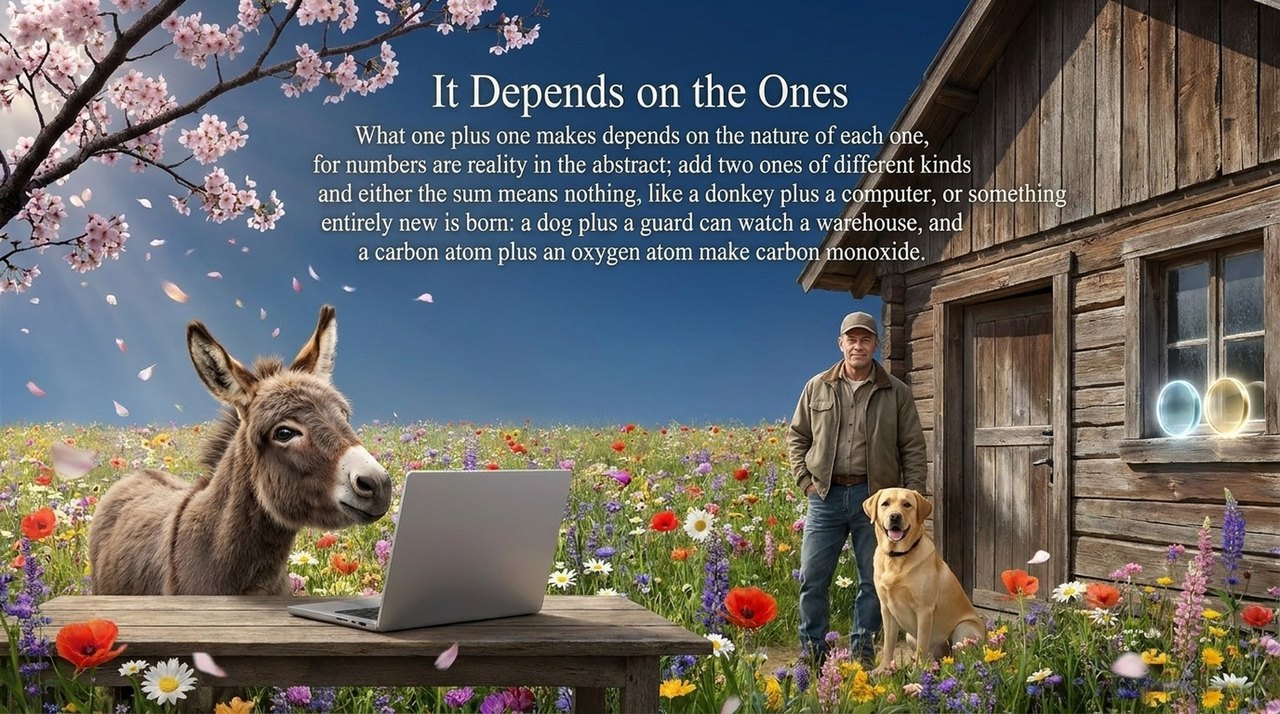 It Depends on the Ones
What one plus one makes depends on the nature of each one,
for numbers are reality in the abstract; add two ones of different kinds
and either the sum means nothing, like a donkey plus a computer, or something
entirely new is born: a dog plus a guard can watch a warehouse, and
a carbon atom plus an oxygen atom make carbon monoxide.